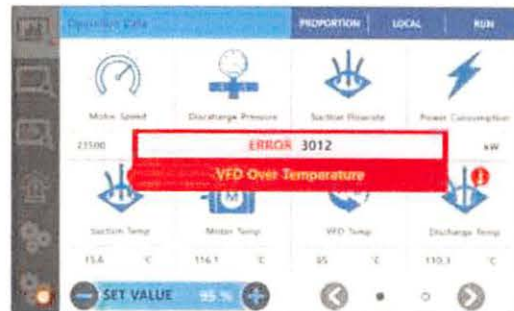 Operating Data PROPORTION LOCAL RUN
Motor Speed Discharge Pressure Suction Flowrate Power Consumption
23500 kW
ERROR 3012
VFD Over Temperature
M
Suction Temp Motor Temp VFD Temp Discharge Temp
15.6 ℃ 116.1 ℃ 95 ℃ 110.3 ℃
SET VALUE 95 %